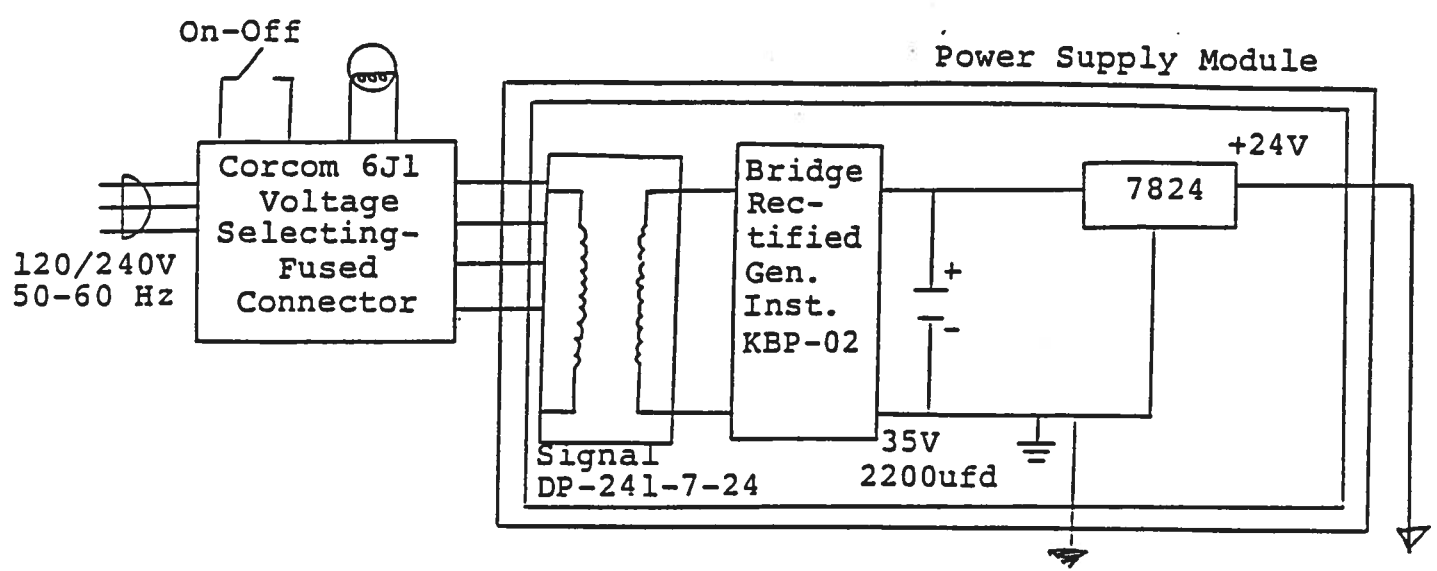 On-Off
Power Supply Module
Corcom 6J1
Voltage
Selecting-
Fused
Connector
120/240V
50-60 Hz
Bridge
Rec-
tified
Gen.
Inst.
KBP-02
+
-
7824
+24V
35V
2200ufd
Signal
DP-241-7-24